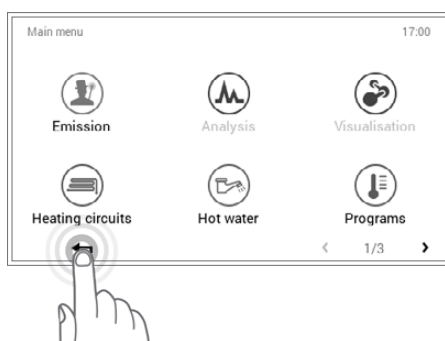 Main menu 17:00
Emission Analysis Visualisation
Heating circuits Hot water Programs
1/3